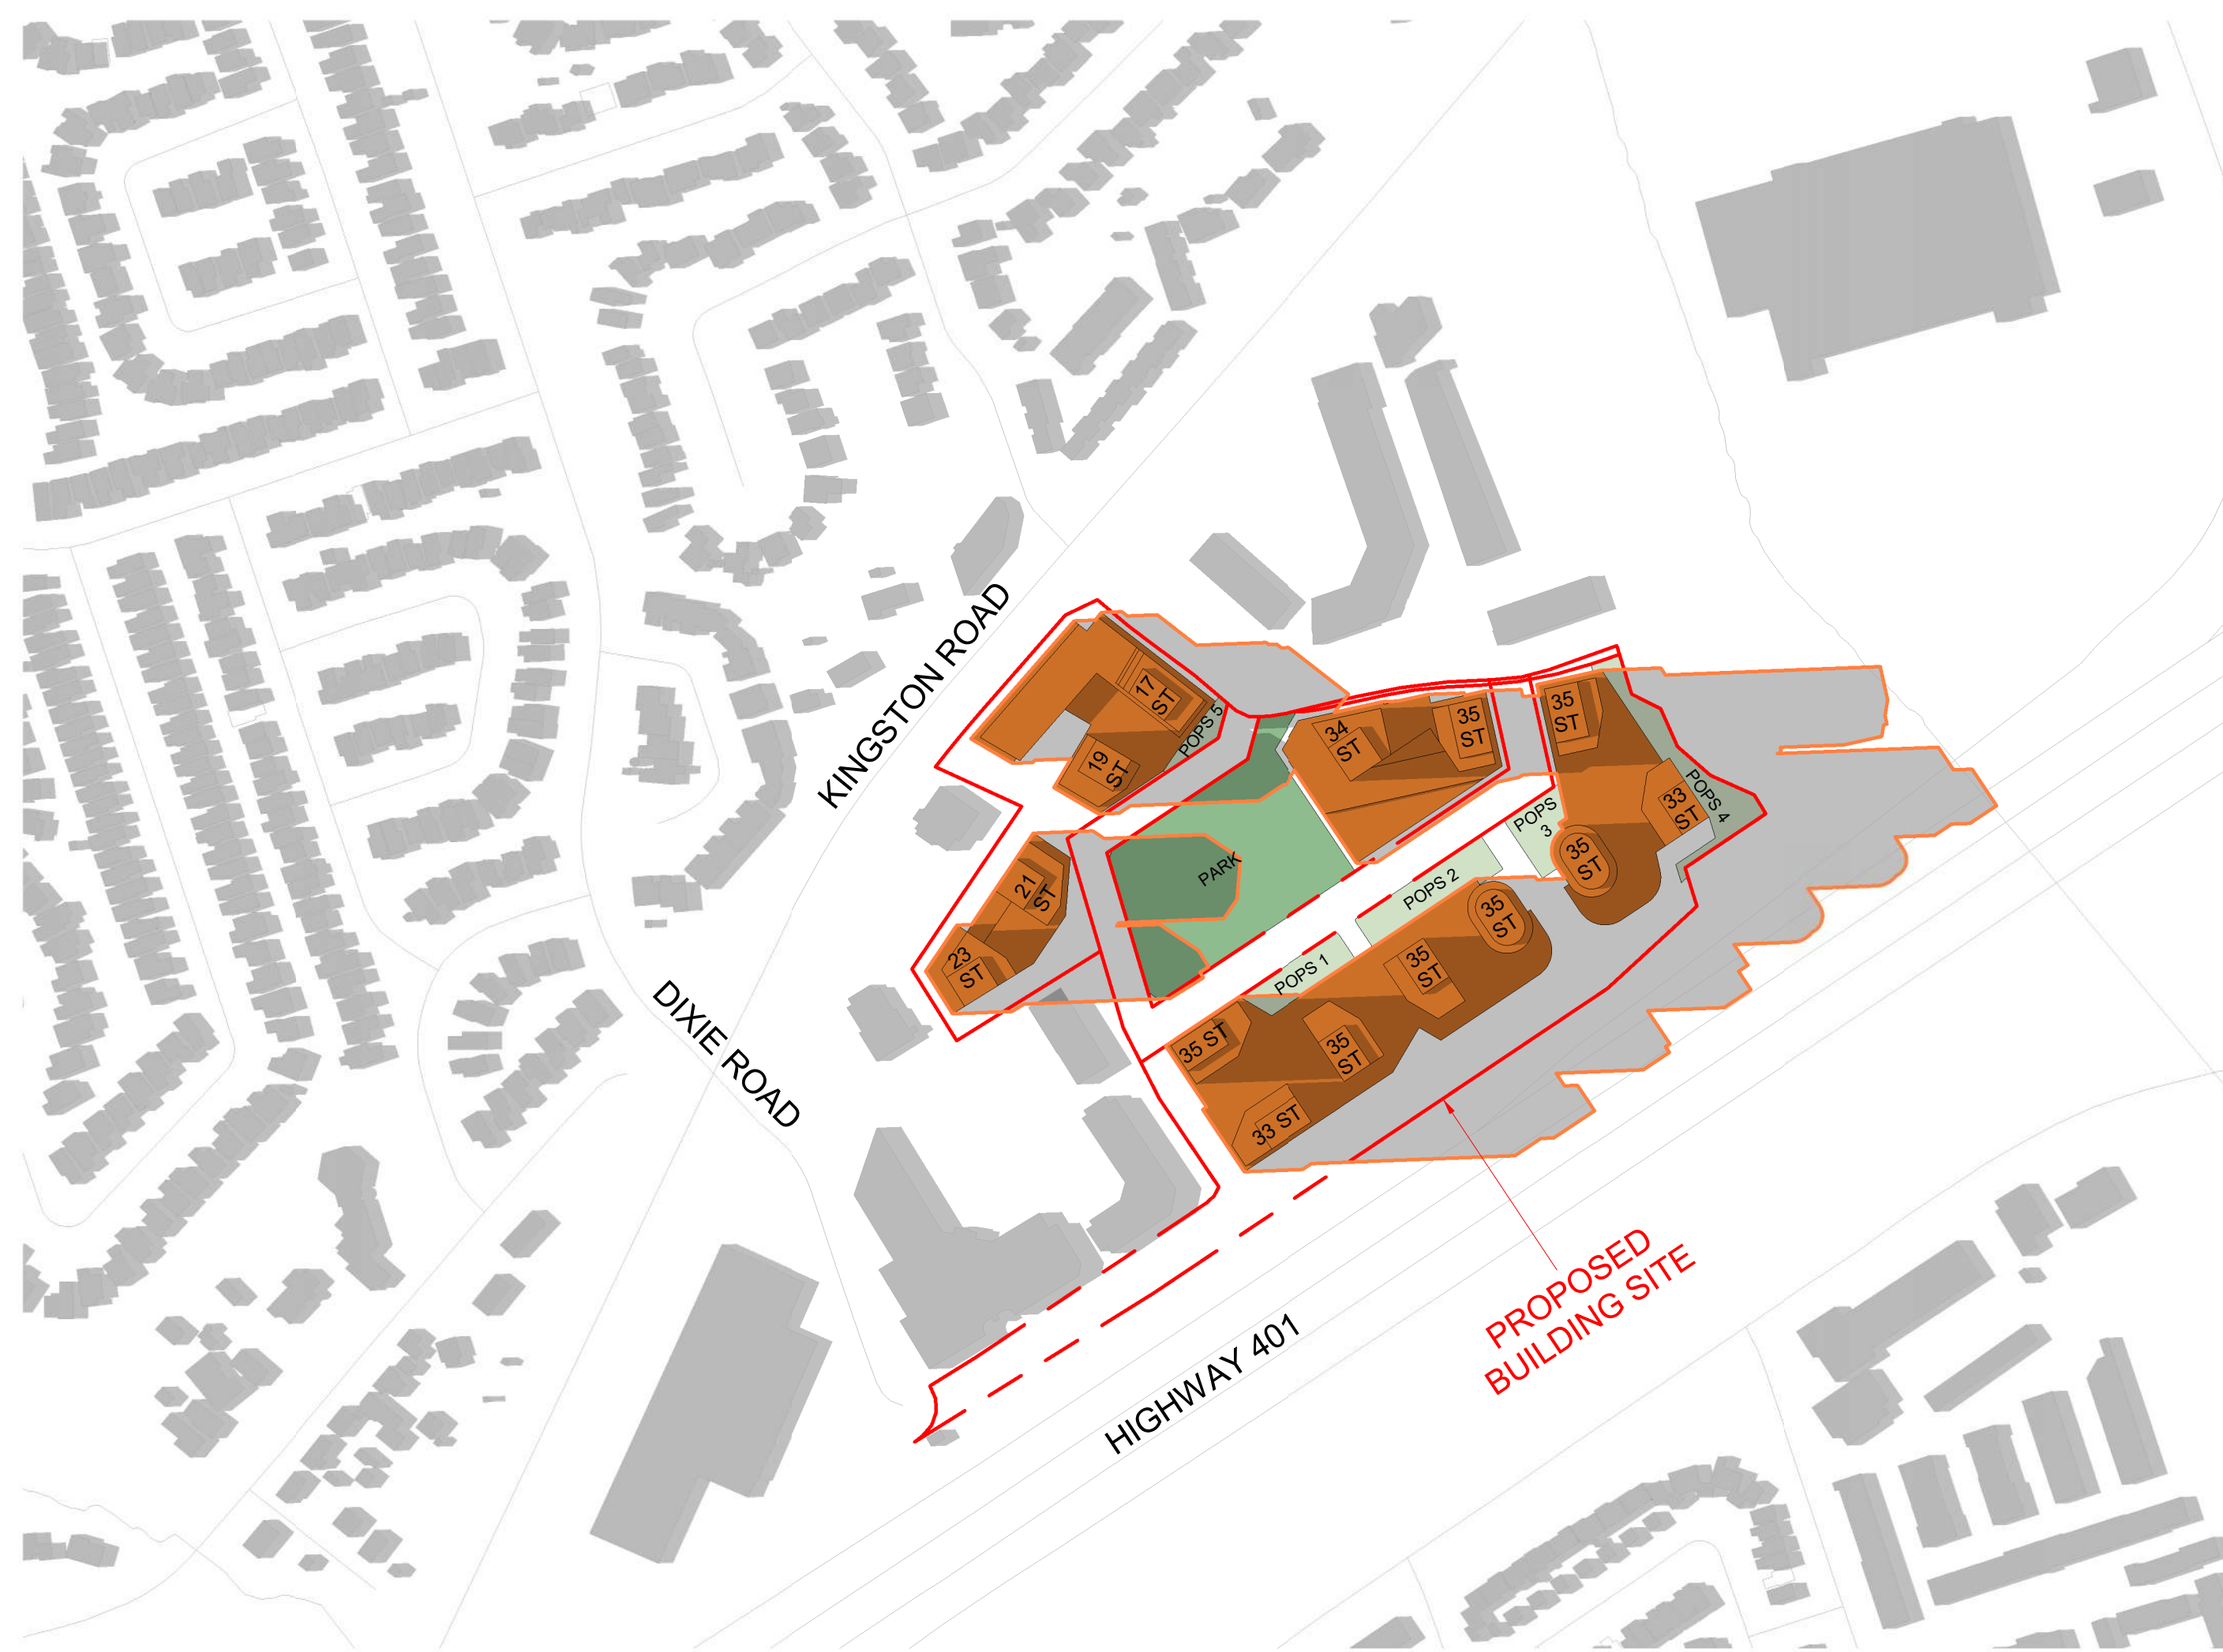 KINGSTON ROAD
17
ST
POPS 5
19
ST
34
ST
35
ST
35
ST
33
ST
POPS 4
POPS
3
35
ST
PARK
POPS 2
21
ST
35
ST
23
ST
POPS 1
35
ST
35 ST
35
ST
33 ST
DIXIE ROAD
PROPOSED
BUILDING SITE
HIGHWAY 401